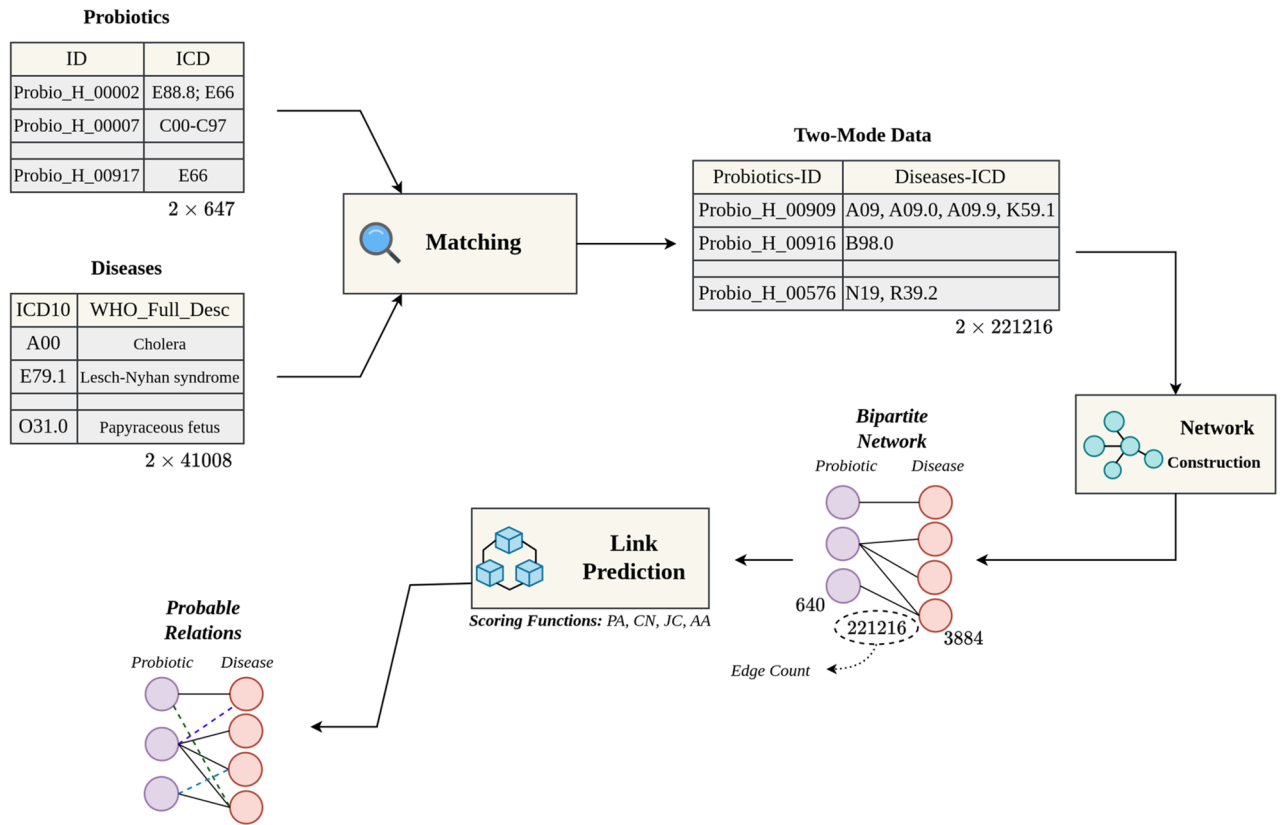 Probiotics
ID ICD
Probio_H_00002 E88.8; E66
Probio_H_00007 C00-C97
Probio_H_00917 E66
2 × 647
Diseases
ICD10 WHO_Full_Desc
A00 Cholera
E79.1 Lesch-Nyhan syndrome
O31.0 Papyraceous fetus
2 × 41008
Matching
Two-Mode Data
Probiotics-ID Diseases-ICD
Probio_H_00909 A09, A09.0, A09.9, K59.1
Probio_H_00916 B98.0
Probio_H_00576 N19, R39.2
2 × 221216
Network
Construction
Bipartite
Network
Probiotic Disease
640
221216
3884
Edge Count
Link
Prediction
Scoring Functions: PA, CN, JC, AA
Probable
Relations
Probiotic Disease